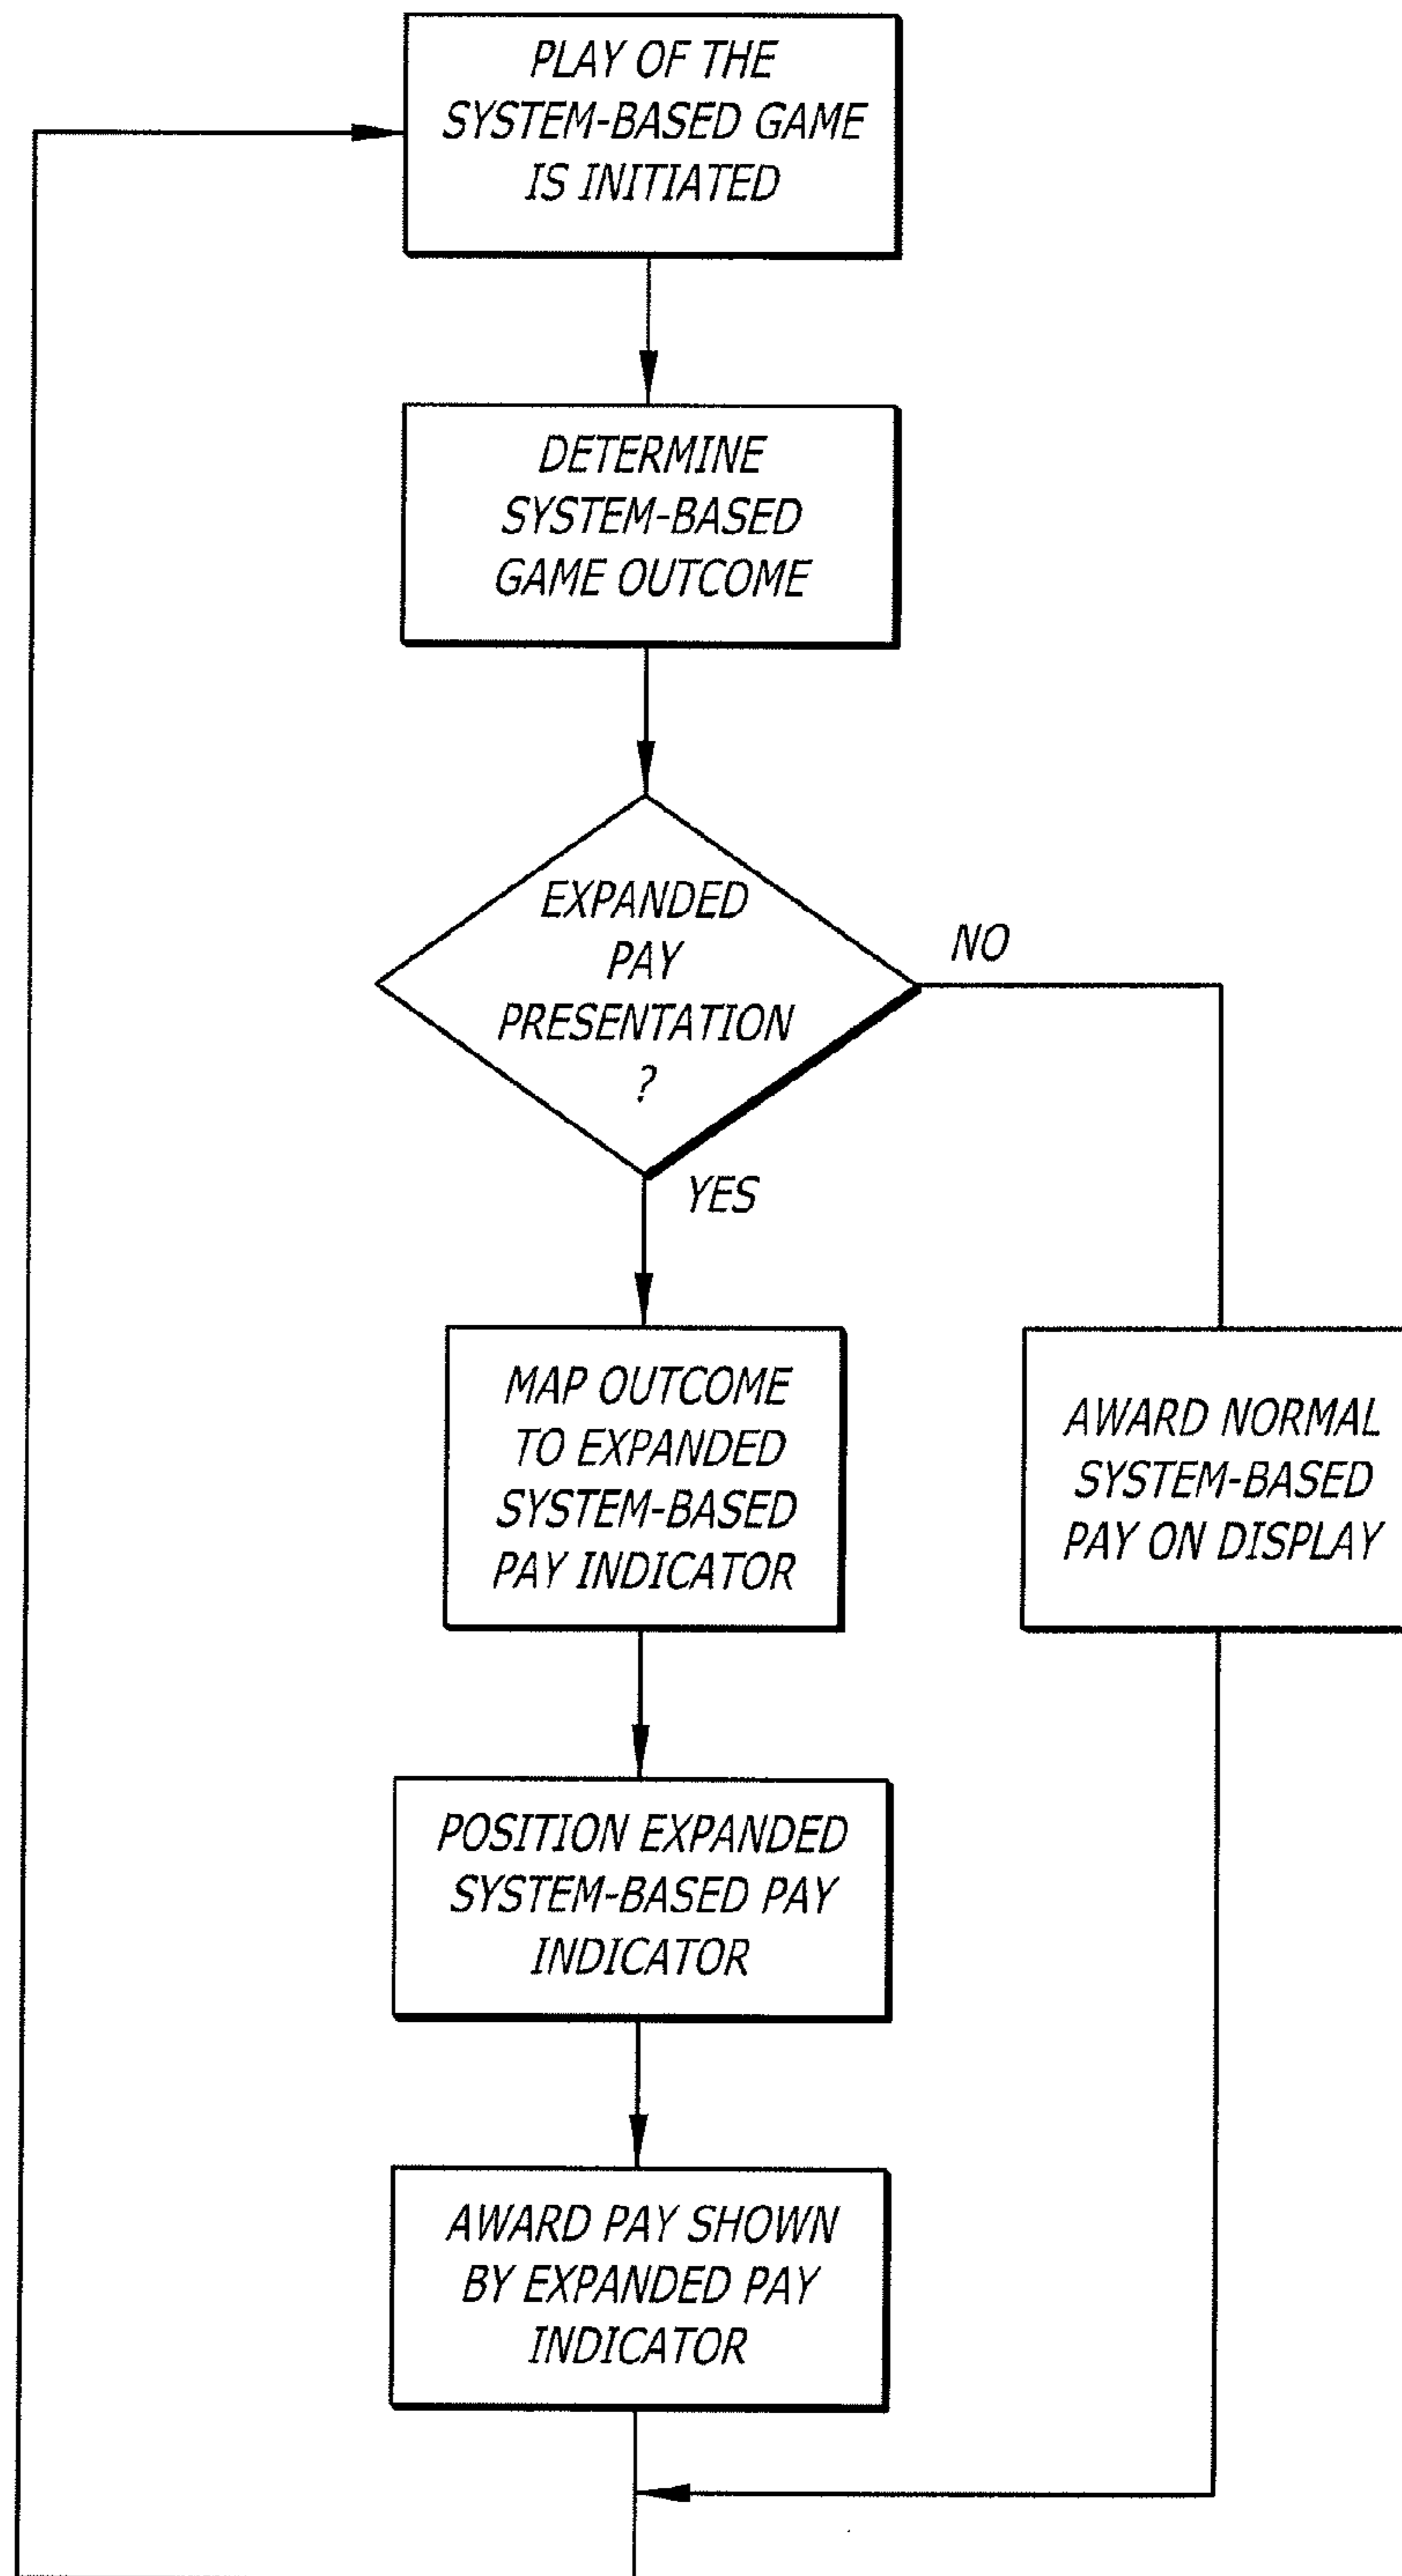 PLAY OF THE
SYSTEM-BASED GAME
IS INITIATED
DETERMINE
SYSTEM-BASED
GAME OUTCOME
EXPANDED
PAY
PRESENTATION
?
NO
YES
MAP OUTCOME
TO EXPANDED
SYSTEM-BASED
PAY INDICATOR
AWARD NORMAL
SYSTEM-BASED
PAY ON DISPLAY
POSITION EXPANDED
SYSTEM-BASED PAY
INDICATOR
AWARD PAY SHOWN
BY EXPANDED PAY
INDICATOR